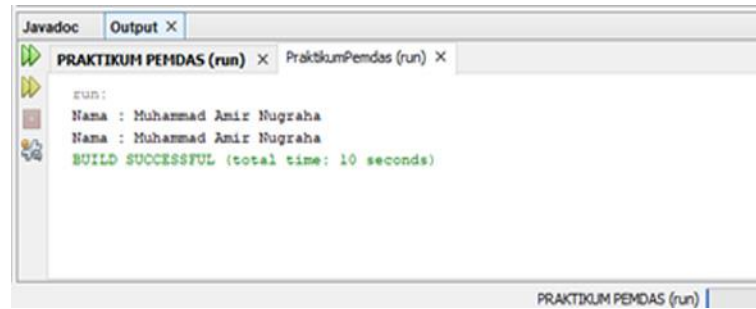 Javadoc Output ×
PRAKTIKUM PEMDAS (run) × PraktikumPemdas (run) ×
run:
Nama : Muhammad Amir Nugraha
Nama : Muhammad Amir Nugraha
BUILD SUCCESSFUL (total time: 10 seconds)
PRAKTIKUM PEMDAS (run)